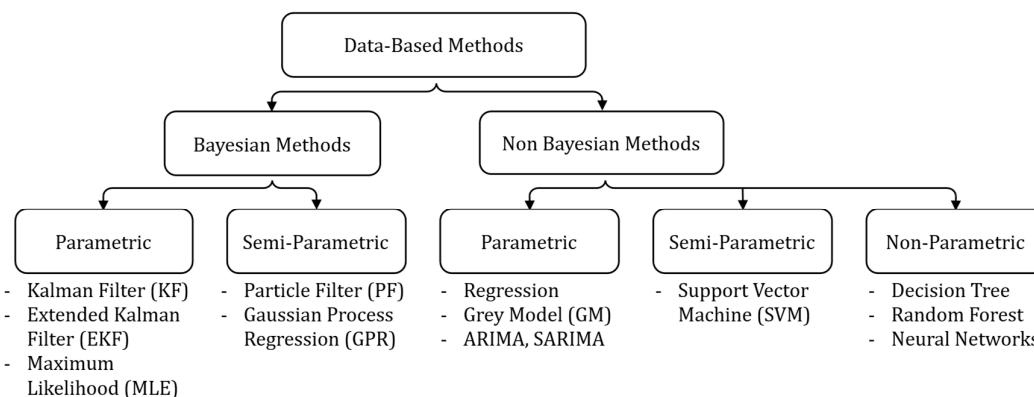 Data-Based Methods
Bayesian Methods
Non Bayesian Methods
Parametric
Semi-Parametric
Parametric
Semi-Parametric
Non-Parametric
- Kalman Filter (KF)
- Extended Kalman
Filter (EKF)
- Maximum
Likelihood (MLE)
- Particle Filter (PF)
- Gaussian Process
Regression (GPR)
- Regression
- Grey Model (GM)
- ARIMA, SARIMA
- Support Vector
Machine (SVM)
- Decision Tree
- Random Forest
- Neural Networks